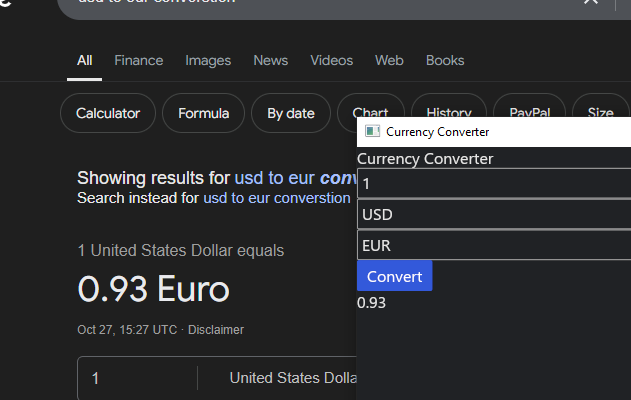 usd to eur converstion
All Finance Images News Videos Web Books
Calculator Formula By date Chart History PayPal Size
Currency Converter
Showing results for usd to eur
Search instead for usd to eur converstion
1 United States Dollar equals
0.93 Euro
Oct 27, 15:27 UTC · Disclaimer
1 United States Dolla
Currency Converter
1
USD
EUR
Convert
0.93